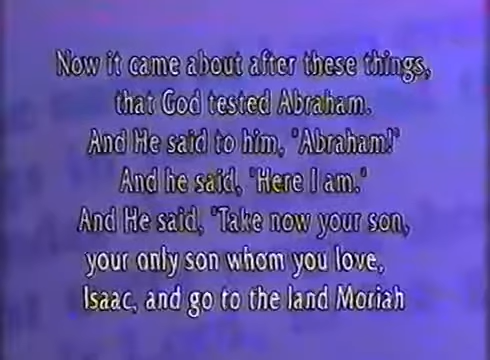 Now it came about after these things,
that God tested Abraham.
And He said to him, "Abraham!"
And he said, "Here I am."
And He said, "Take now your son,
your only son whom you love,
Isaac, and go to the land Moriah